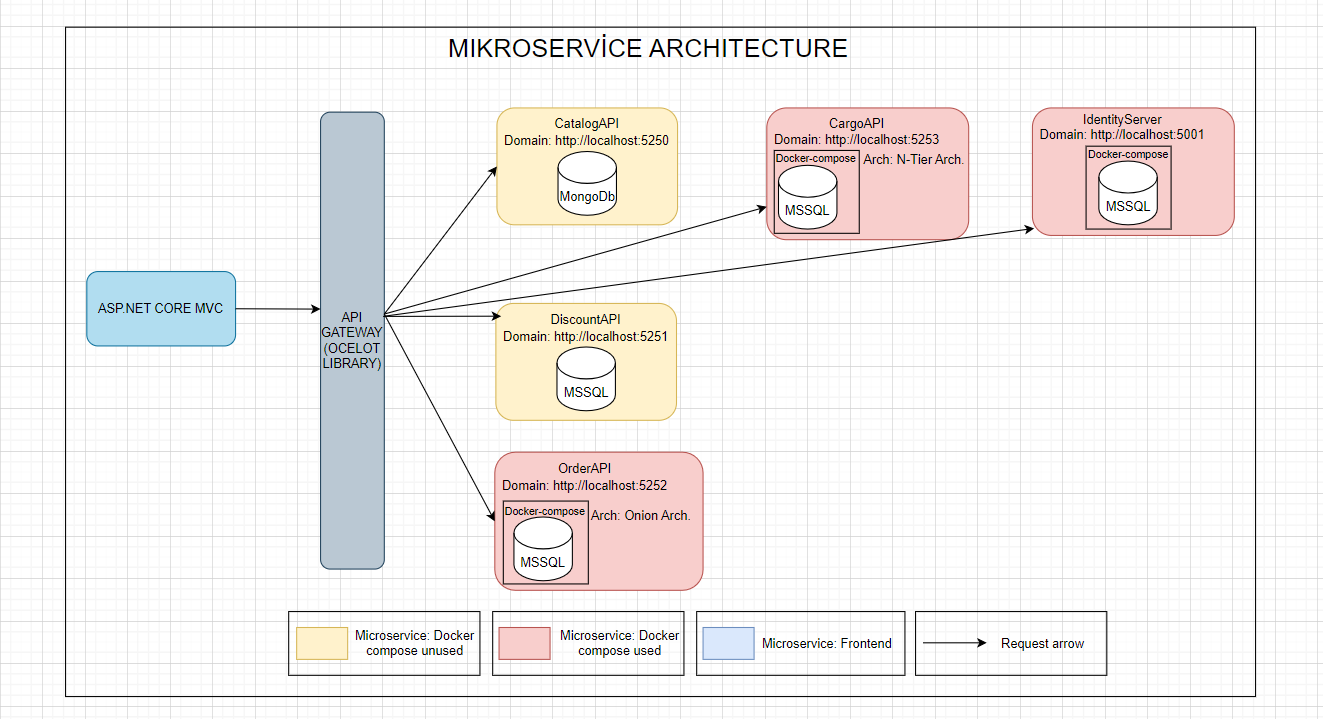 MIKROSERVİCE ARCHITECTURE
CatalogAPI
Domain: http://localhost:5250
MongoDb
CargoAPI
Domain: http://localhost:5253
Docker-compose
Arch: N-Tier Arch.
MSSQL
IdentityServer
Domain: http://localhost:5001
Docker-compose
MSSQL
ASP.NET CORE MVC
API
GATEWAY
(OCELOT
LIBRARY)
DiscountAPI
Domain: http://localhost:5251
MSSQL
OrderAPI
Domain: http://localhost:5252
Docker-compose
Arch: Onion Arch.
MSSQL
Microservice: Docker
compose unused
Microservice: Docker
compose used
Microservice: Frontend
Request arrow